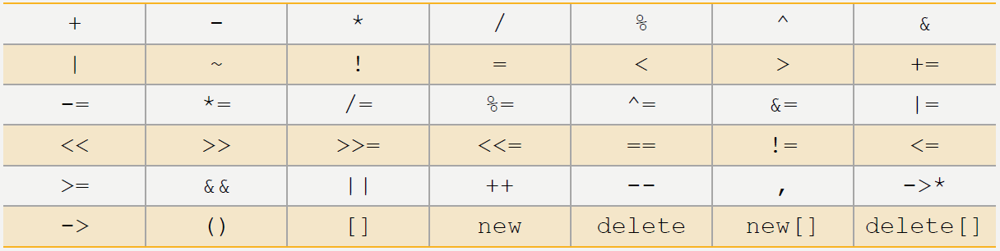 + - * / % ^ &
| ~ ! = < > +=
-= *= /= %= ^= &= |=
<< >> >>= <<= == != <=
>= && || ++ -- , ->*
-> () [] new delete new[] delete[]